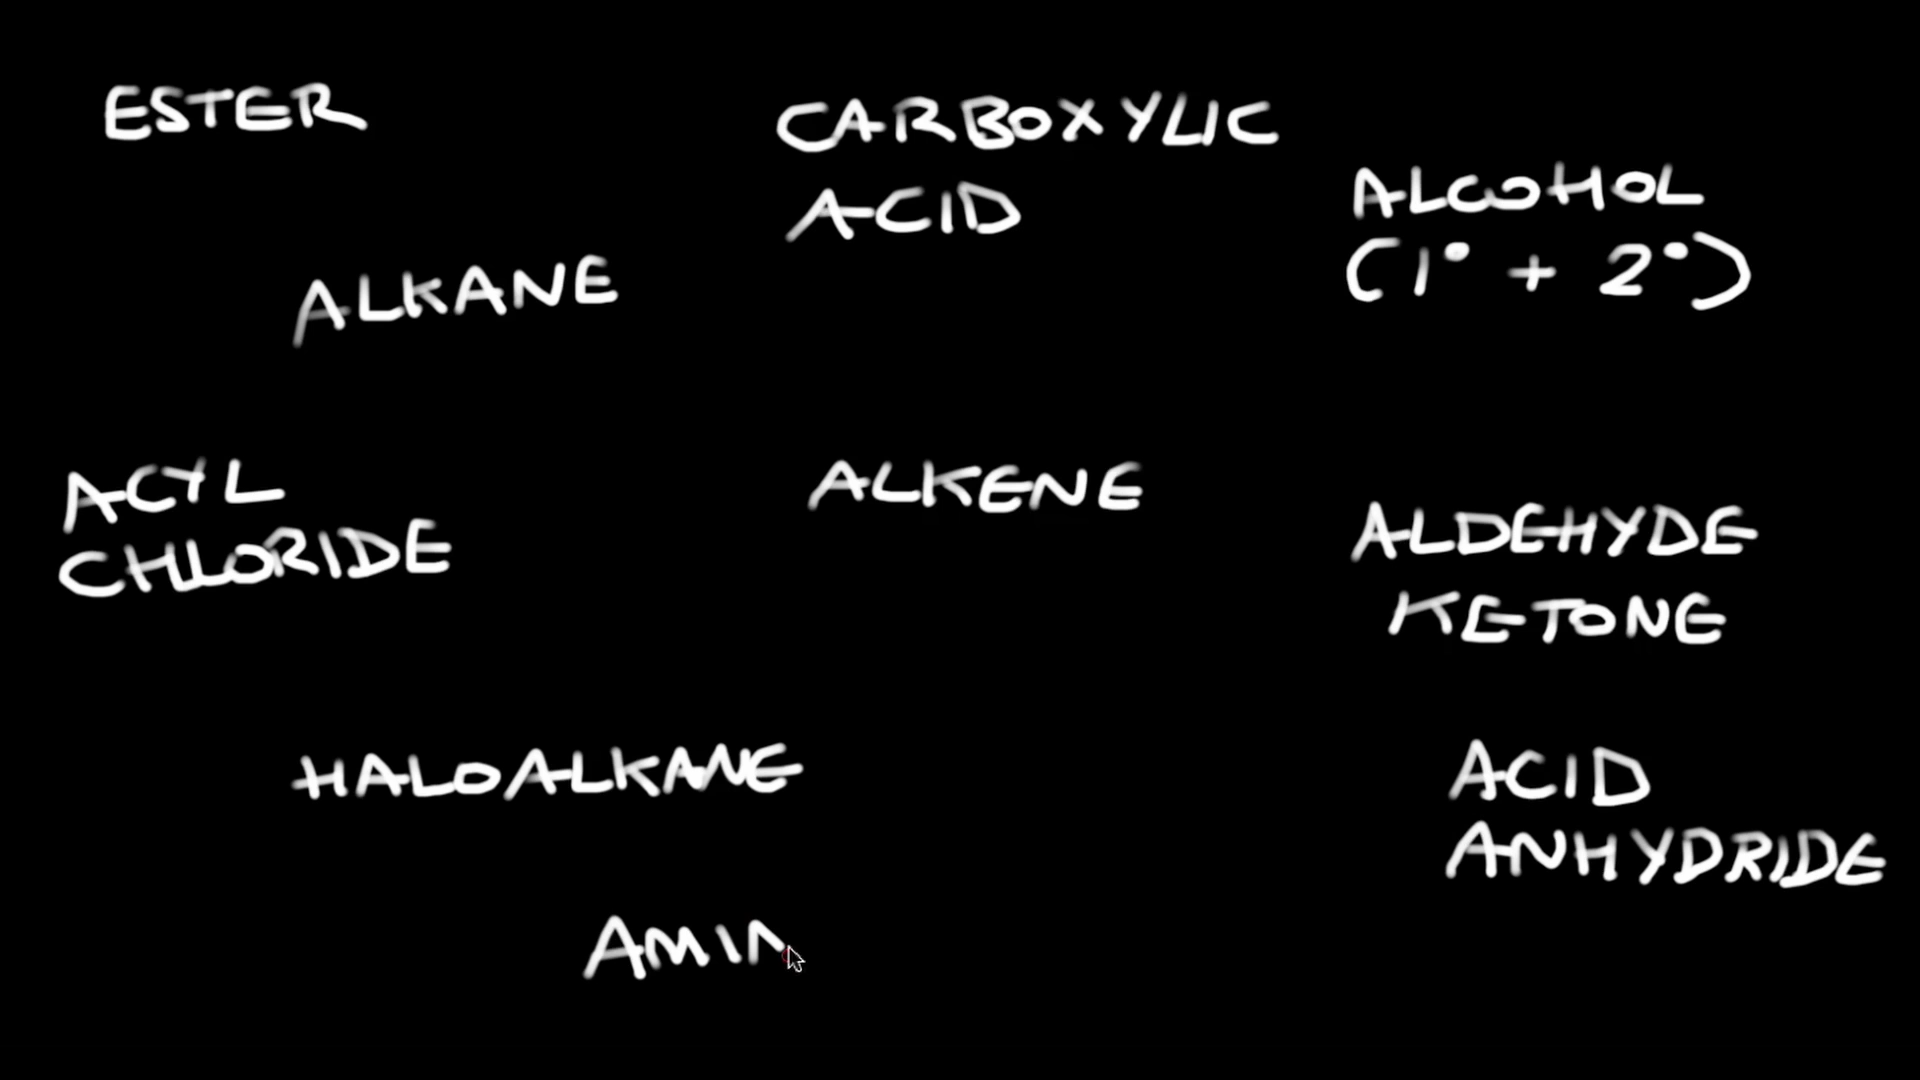 ESTER
CARBOXYLIC
ACID
ALCOHOL
(1° + 2°)
ALKANE
ACYL
CHLORIDE
ALKENE
ALDEHYDE
KETONE
HALOALKANE
ACID
ANHYDRIDE
AMIN